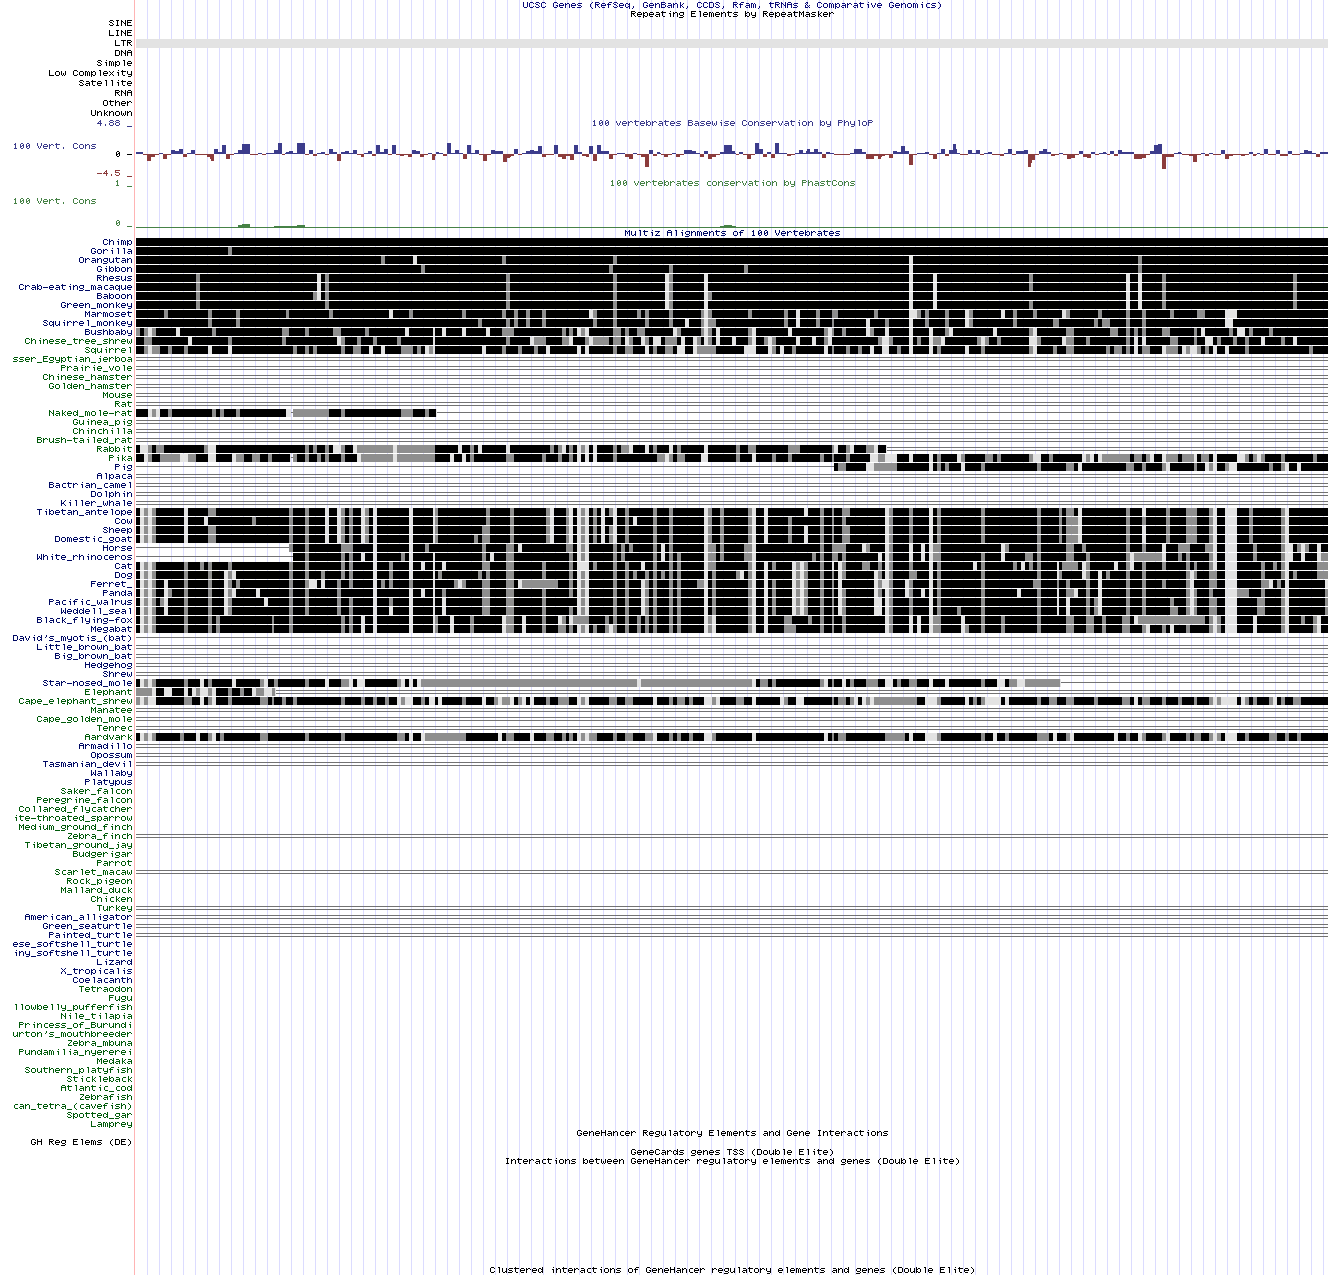 UCSC Genes (RefSeq, GenBank, CCDS, Rfam, tRNAs & Comparative Genomics)
Repeating Elements by RepeatMasker
SINE
LINE
LTR
DNA
Simple
Low Complexity
Satellite
RNA
Other
Unknown
4.88 _
100 vertebrates Basewise Conservation by PhyloP
100 Vert. Cons
0 _
-4.5 _
100 vertebrates conservation by PhastCons
1 _
100 Vert. Cons
0 _
Multiz Alignments of 100 Vertebrates
Chimp
Gorilla
Orangutan
Gibbon
Rhesus
Crab-eating_macaque
Baboon
Green_monkey
Marmoset
Squirrel_monkey
Bushbaby
Chinese_tree_shrew
Squirrel
sser_Egyptian_jerboa
Prairie_vole
Chinese_hamster
Golden_hamster
Mouse
Rat
Naked_mole-rat
Guinea_pig
Chinchilla
Brush-tailed_rat
Rabbit
Pika
Pig
Alpaca
Bactrian_camel
Dolphin
Killer_whale
Tibetan_antelope
Cow
Sheep
Domestic_goat
Horse
White_rhinoceros
Cat
Dog
Ferret_
Panda
Pacific_walrus
Weddell_seal
Black_flying-fox
Megabat
David's_myotis_(bat)
Little_brown_bat
Big_brown_bat
Hedgehog
Shrew
Star-nosed_mole
Elephant
Cape_elephant_shrew
Manatee
Cape_golden_mole
Tenrec
Aardvark
Armadillo
Opossum
Tasmanian_devil
Wallaby
Platypus
Saker_falcon
Peregrine_falcon
Collared_flycatcher
ite-throated_sparrow
Medium_ground_finch
Zebra_finch
Tibetan_ground_jay
Budgerigar
Parrot
Scarlet_macaw
Rock_pigeon
Mallard_duck
Chicken
Turkey
American_alligator
Green_seaturtle
Painted_turtle
ese_softshell_turtle
iny_softshell_turtle
Lizard
X_tropicalis
Coelacanth
Tetraodon
Fugu
llowbelly_pufferfish
Nile_tilapia
Princess_of_Burundi
urton's_mouthbreeder
Zebra_mbuna
Pundamilia_nyererei
Medaka
Southern_platyfish
Stickleback
Atlantic_cod
Zebrafish
can_tetra_(cavefish)
Spotted_gar
Lamprey
GeneHancer Regulatory Elements and Gene Interactions
GH Reg Elems (DE)
GeneCards genes TSS (Double Elite)
Interactions between GeneHancer regulatory elements and genes (Double Elite)
Clustered interactions of GeneHancer regulatory elements and genes (Double Elite)